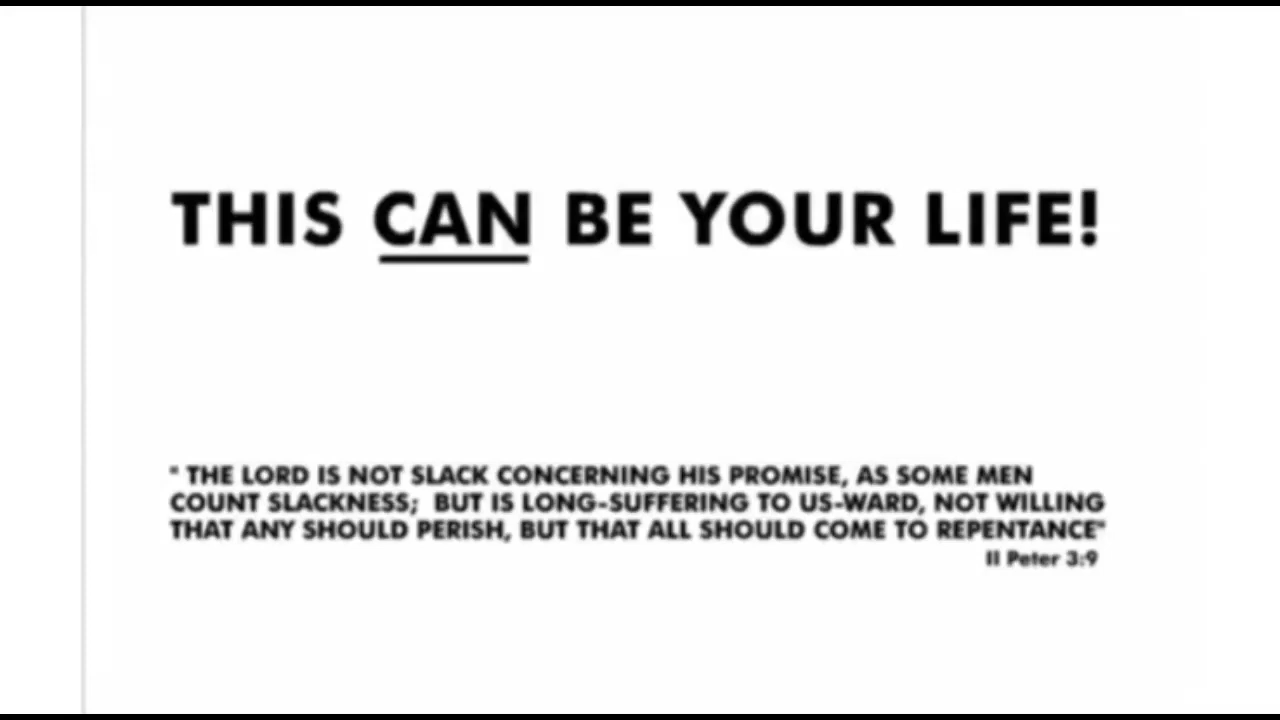 THIS CAN BE YOUR LIFE!
" THE LORD IS NOT SLACK CONCERNING HIS PROMISE, AS SOME MEN
COUNT SLACKNESS; BUT IS LONG-SUFFERING TO US-WARD, NOT WILLING
THAT ANY SHOULD PERISH, BUT THAT ALL SHOULD COME TO REPENTANCE"
II Peter 3:9